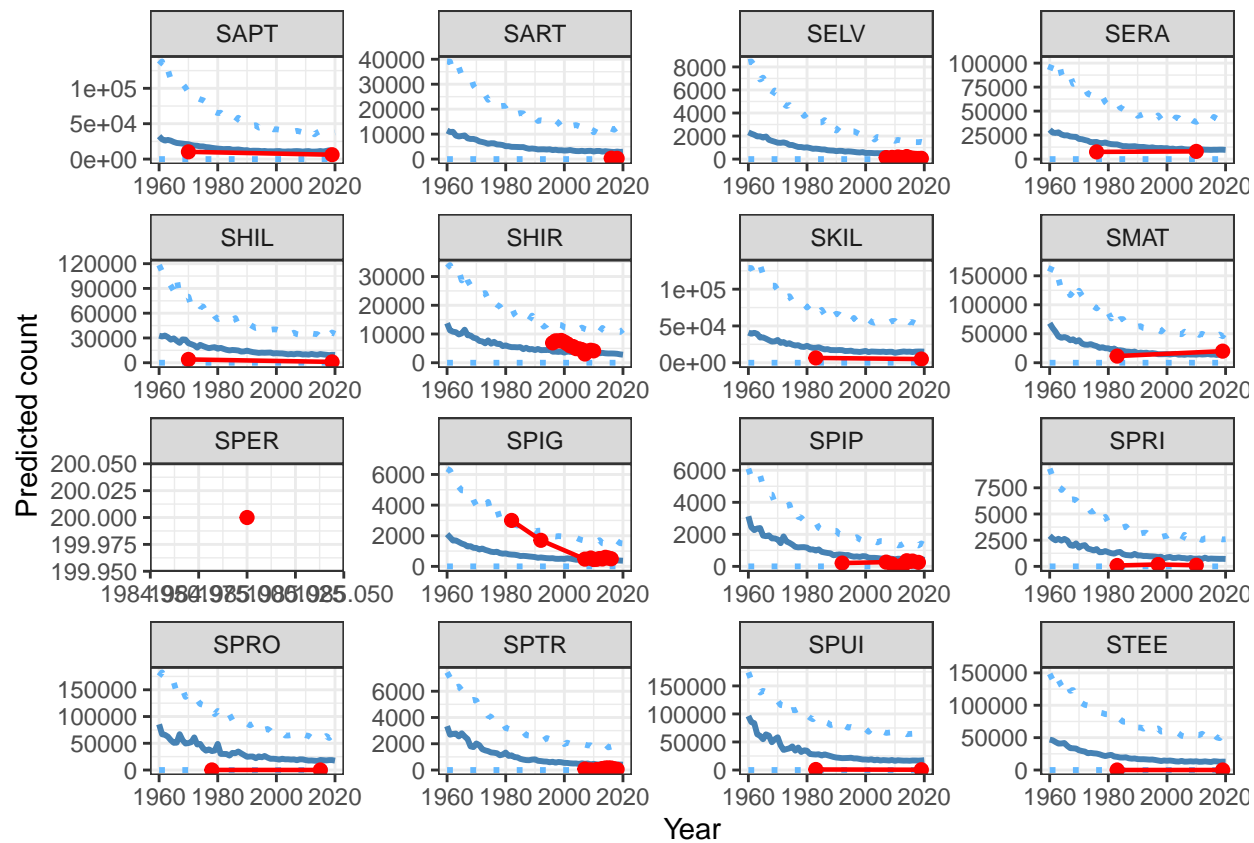 Predicted count
SAPT
1e+05
5e+04
0e+00
1960 1980 2000 2020
SART
40000
30000
20000
10000
0
1960 1980 2000 2020
SELV
8000
6000
4000
2000
0
1960 1980 2000 2020
SERA
100000
75000
50000
25000
0
1960 1980 2000 2020
SHIL
120000
90000
60000
30000
0
1960 1980 2000 2020
SHIR
30000
20000
10000
0
1960 1980 2000 2020
SKIL
1e+05
5e+04
0e+00
1960 1980 2000 2020
SMAT
150000
100000
50000
0
1960 1980 2000 2020
SPER
200.050
200.025
200.000
199.975
199.950
SPIG
6000
4000
2000
0
1960 1980 2000 2020
SPIP
6000
4000
2000
0
1960 1980 2000 2020
SPRI
7500
5000
2500
0
1960 1980 2000 2020
SPRO
150000
100000
50000
0
1960 1980 2000 2020
SPTR
6000
4000
2000
0
1960 1980 2000 2020
SPUI
150000
100000
50000
0
1960 1980 2000 2020
STEE
150000
100000
50000
0
1960 1980 2000 2020
Year